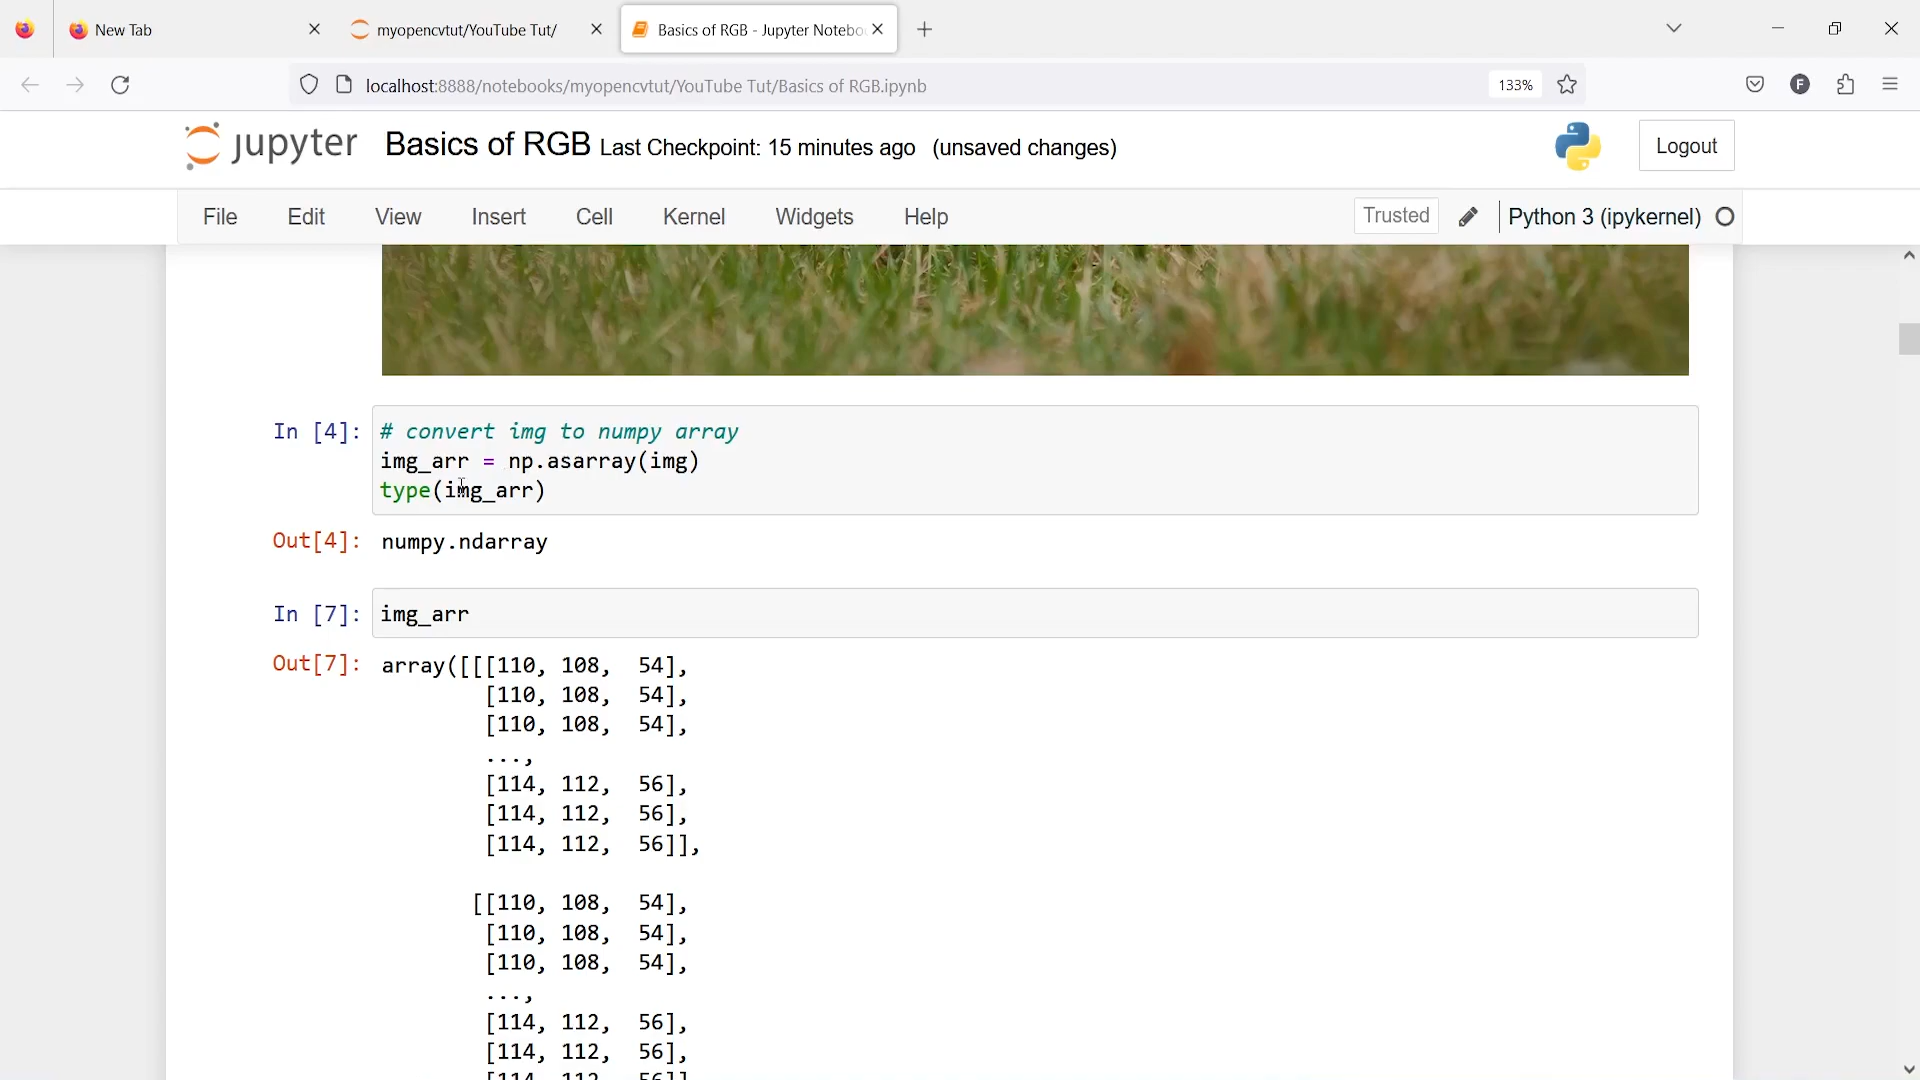 New Tab
myopencvtut/YouTube Tut/
Basics of RGB - Jupyter Notebo
localhost:8888/notebooks/myopencvtut/YouTube Tut/Basics of RGB.ipynb
133%
F
jupyter Basics of RGB Last Checkpoint: 15 minutes ago (unsaved changes)
Logout
File Edit View Insert Cell Kernel Widgets Help
Trusted
Python 3 (ipykernel)
In [4]: # convert img to numpy array
img_arr = np.asarray(img)
type(img_arr)
Out[4]: numpy.ndarray
In [7]: img_arr
Out[7]: array([[[110, 108, 54],
[110, 108, 54],
[110, 108, 54],
...,
[114, 112, 56],
[114, 112, 56],
[114, 112, 56]],
[[110, 108, 54],
[110, 108, 54],
[110, 108, 54],
...,
[114, 112, 56],
[114, 112, 56],
[114, 112, 56]]